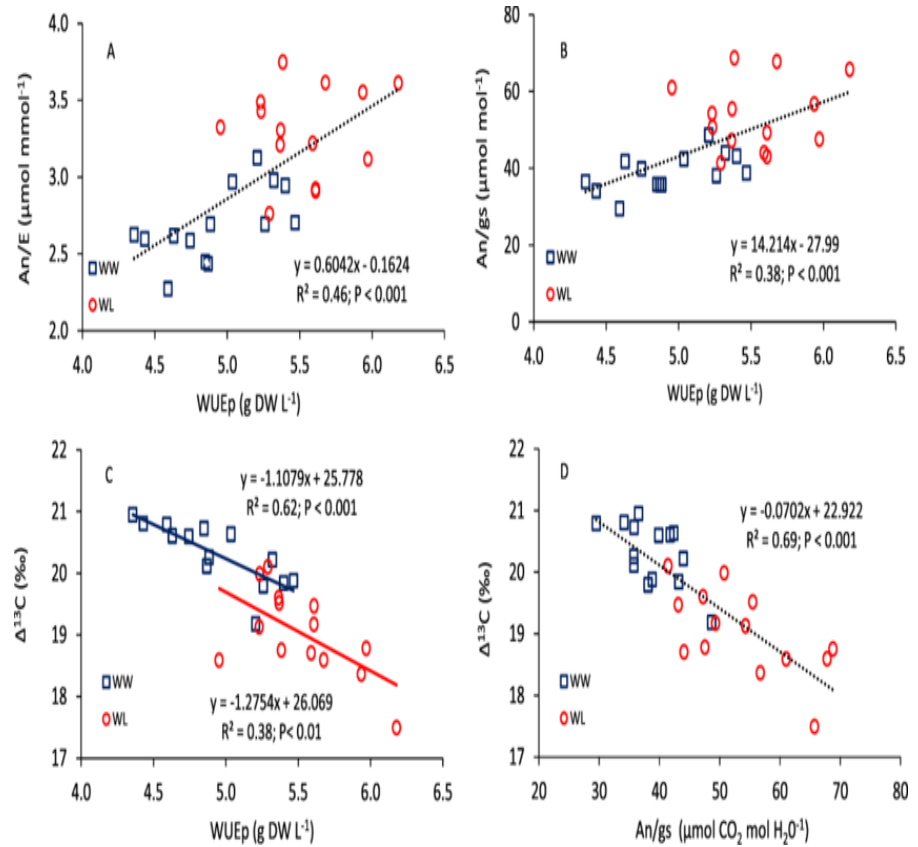 A
An/E (µmol mmol⁻¹)
4.0
3.5
3.0
2.5
2.0
WW
WL
y = 0.6042x - 0.1624
R² = 0.46; P < 0.001
4.0 4.5 5.0 5.5 6.0 6.5
WUEp (g DW L⁻¹)
B
An/gs (µmol mol⁻¹)
80
60
40
20
0
WW
WL
y = 14.214x - 27.99
R² = 0.38; P < 0.001
4.0 4.5 5.0 5.5 6.0 6.5
WUEp (g DW L⁻¹)
C
Δ¹³C (‰)
22
21
20
19
18
17
y = -1.1079x + 25.778
R² = 0.62; P < 0.001
WW
WL
y = -1.2754x + 26.069
R² = 0.38; P< 0.01
4.0 4.5 5.0 5.5 6.0 6.5
WUEp (g DW L⁻¹)
D
Δ¹³C (‰)
22
21
20
19
18
17
y = -0.0702x + 22.922
R² = 0.69; P < 0.001
WW
WL
20 30 40 50 60 70 80
An/gs (µmol CO₂ mol H₂O⁻¹)